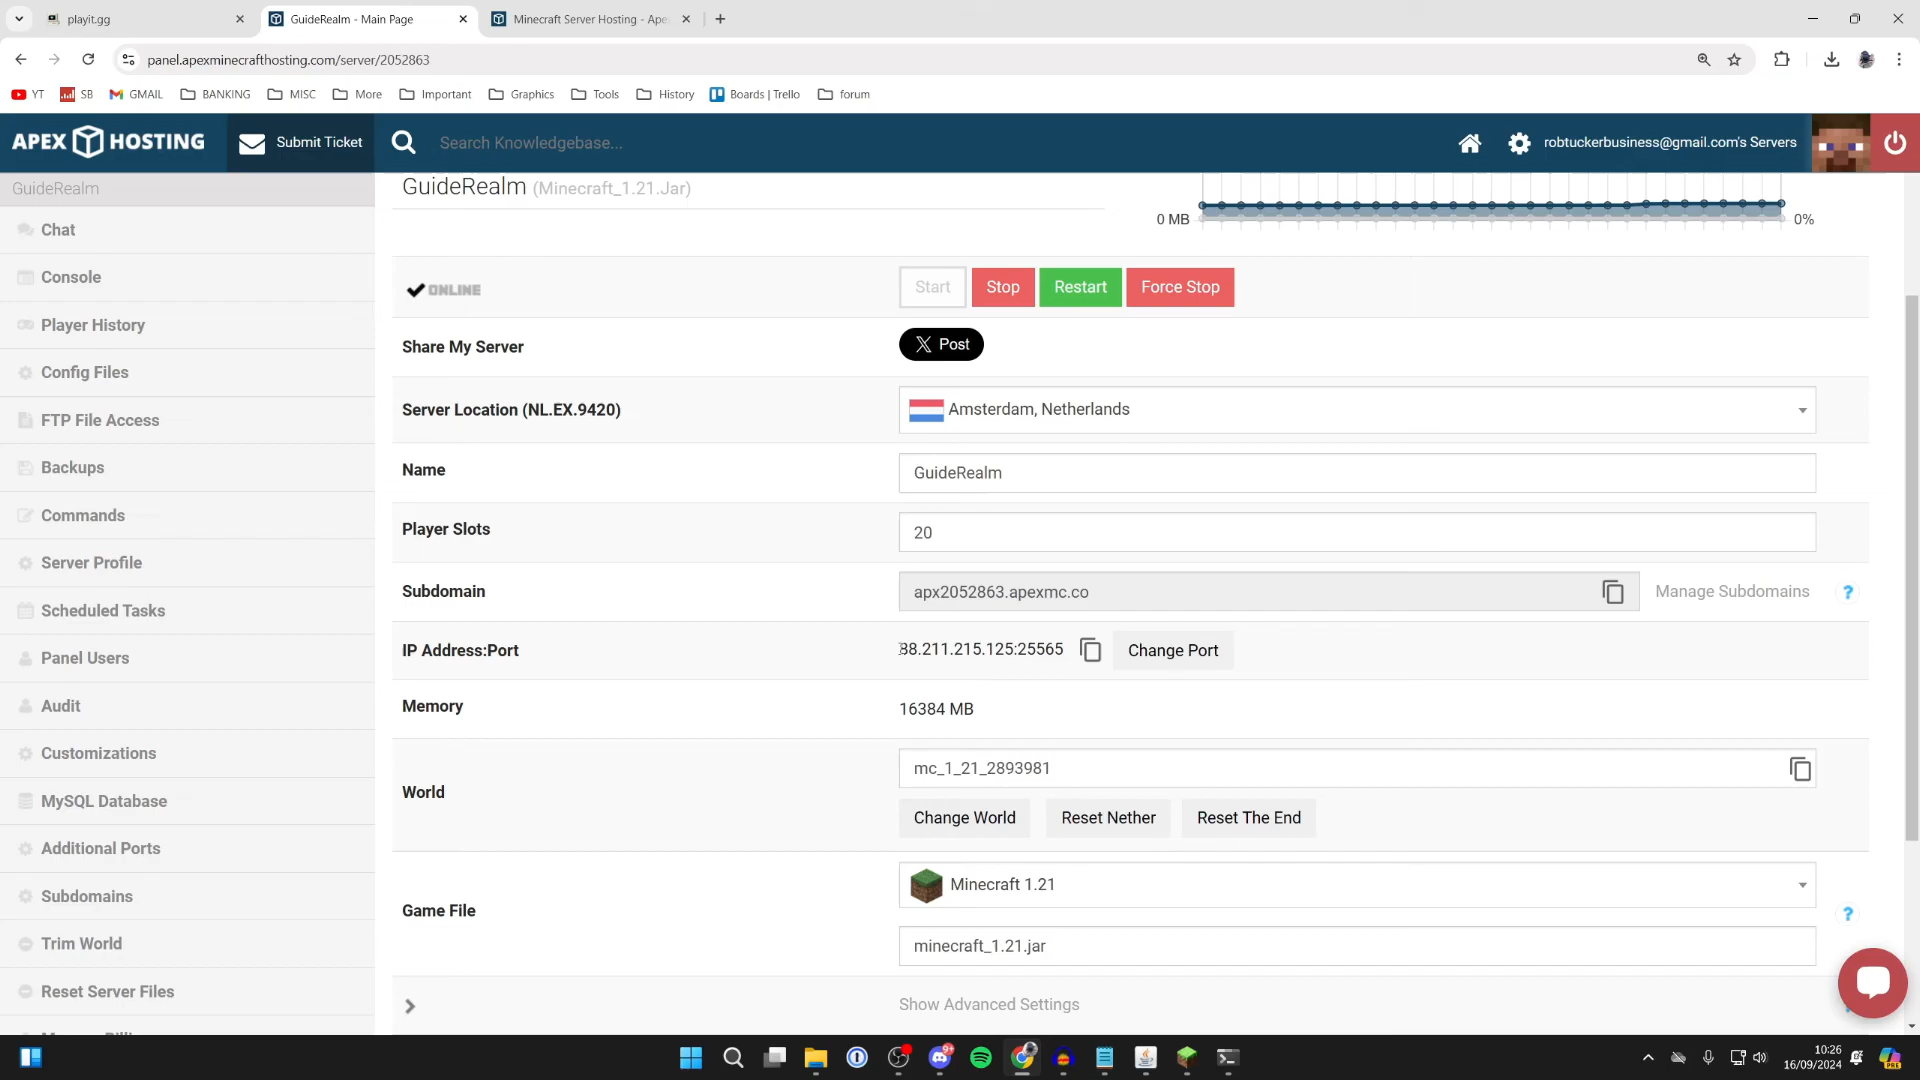 playit.gg
GuideRealm - Main Page
Minecraft Server Hosting - Ape
panel.apexminecrafthosting.com/server/2052863
YT
SB
GMAIL
BANKING
MISC
More
Important
Graphics
Tools
History
Boards | Trello
forum
APEX HOSTING
Submit Ticket
Search Knowledgebase...
robtuckerbusiness@gmail.com's Servers
GuideRealm
Chat
Console
Player History
Config Files
FTP File Access
Backups
Commands
Server Profile
Scheduled Tasks
Panel Users
Audit
Customizations
MySQL Database
Additional Ports
Subdomains
Trim World
Reset Server Files
GuideRealm (Minecraft_1.21.Jar)
0 MB
0%
ONLINE
Start
Stop
Restart
Force Stop
Share My Server
Post
Server Location (NL.EX.9420)
Amsterdam, Netherlands
Name
GuideRealm
Player Slots
20
Subdomain
apx2052863.apexmc.co
Manage Subdomains
?
IP Address:Port
88.211.215.125:25565
Change Port
Memory
16384 MB
World
mc_1_21_2893981
Change World
Reset Nether
Reset The End
Game File
Minecraft 1.21
?
minecraft_1.21.jar
Show Advanced Settings
10:26
16/09/2024